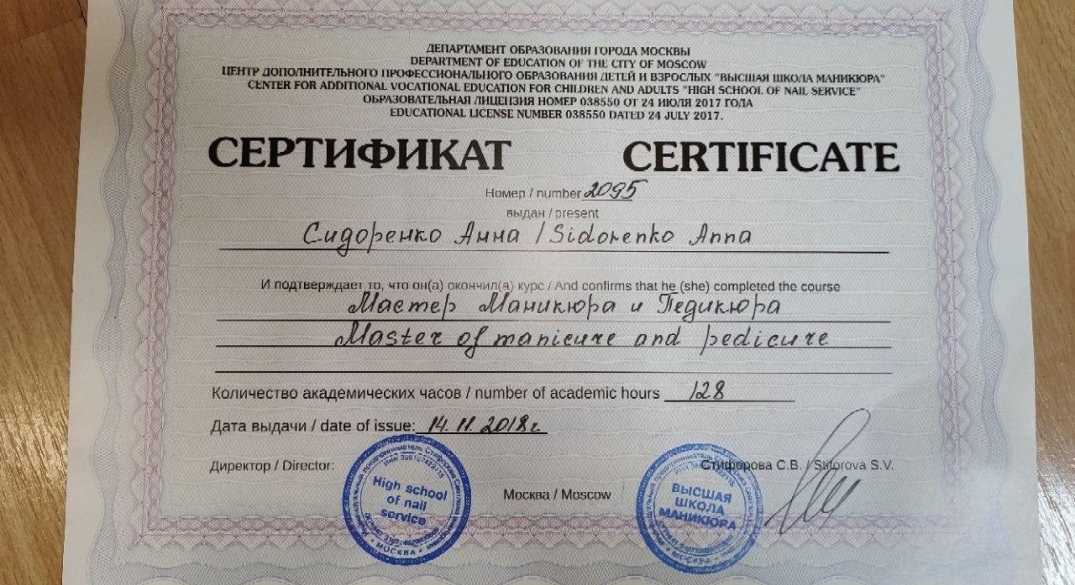 ДЕПАРТАМЕНТ ОБРАЗОВАНИЯ ГОРОДА МОСКВЫ
DEPARTMENT OF EDUCATION OF THE CITY OF MOSCOW
ЦЕНТР ДОПОЛНИТЕЛЬНОГО ПРОФЕССИОНАЛЬНОГО ОБРАЗОВАНИЯ ДЕТЕЙ И ВЗРОСЛЫХ "ВЫСШАЯ ШКОЛА МАНИКЮРА"
CENTER FOR ADDITIONAL VOCATIONAL EDUCATION FOR CHILDREN AND ADULTS "HIGH SCHOOL OF NAIL SERVICE"
ОБРАЗОВАТЕЛЬНАЯ ЛИЦЕНЗИЯ НОМЕР 038550 ОТ 24 ИЮЛЯ 2017 ГОДА
EDUCATIONAL LICENSE NUMBER 038550 DATED 24 JULY 2017.
СЕРТИФИКАТ CERTIFICATE
Номер / number 2095
выдан / present
Сидоренко Анна / Sidorenko Anna
И подтверждает то, что он(а) окончил(а) курс / And confirms that he (she) completed the course
Мастер Маникюра и Педикюра
Master of manicure and pedicure
Количество академических часов / number of academic hours 128
Дата выдачи / date of issue: 14.11.2018г.
Директор / Director:
Стифорова С.В. / Stiforova S.V.
High school
of nail
service
МОСКВА
Москва / Moscow
ВЫСШАЯ
ШКОЛА
МАНИКЮРА
МОСКВА